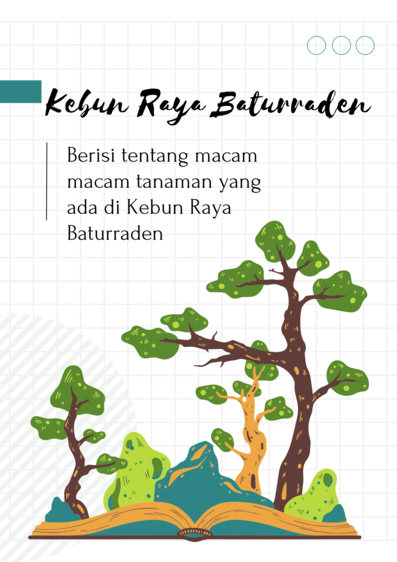 Kebun Raya Baturraden
Berisi tentang macam
macam tanaman yang
ada di Kebun Raya
Baturraden